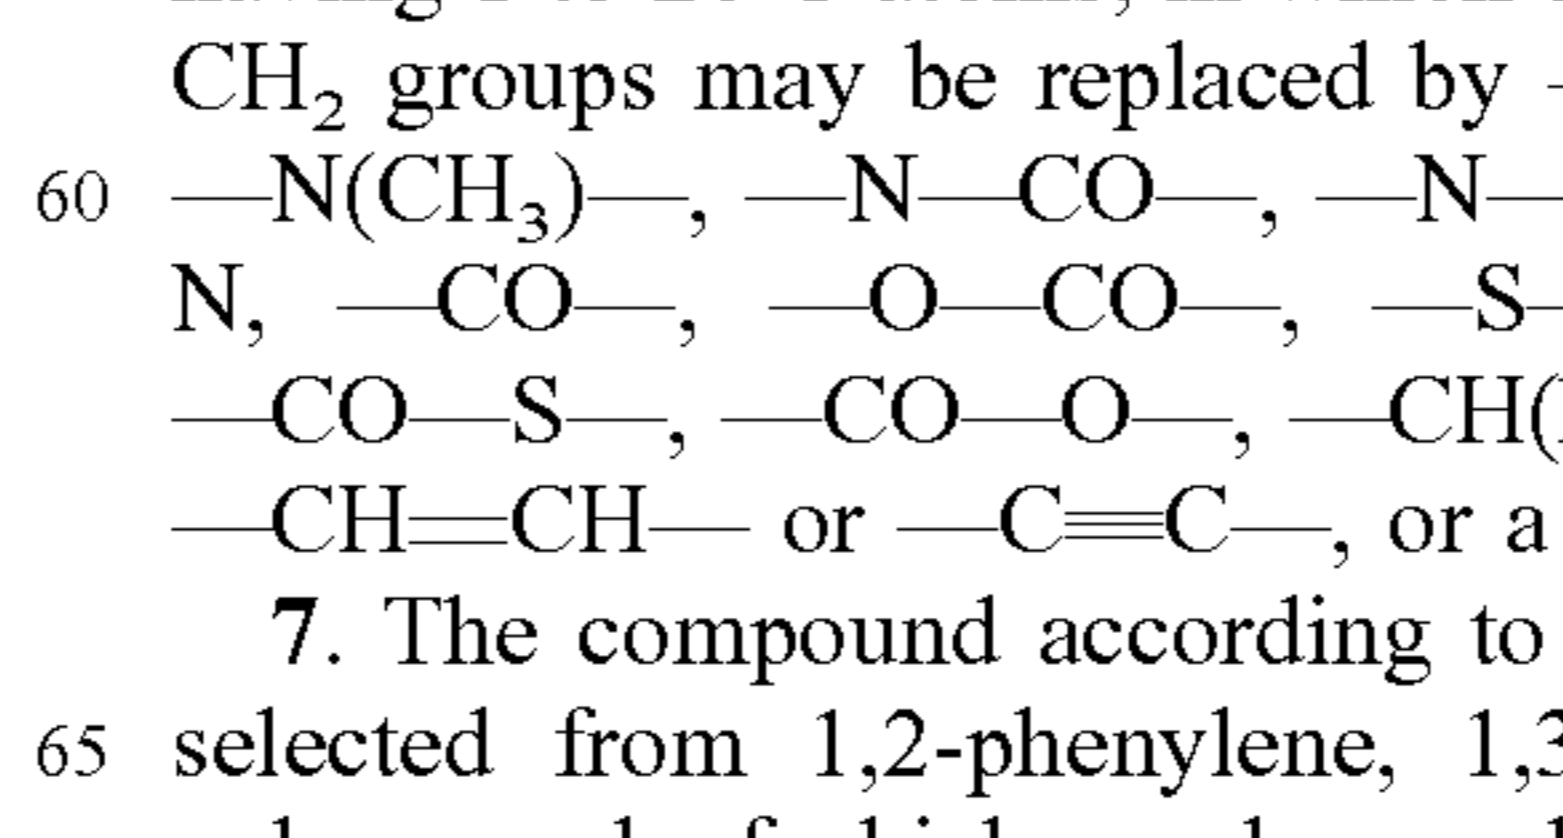 CH₂ groups may be replaced by
60 —N(CH₃)—, —N—CO—, —N—
N, —CO—, —O—CO—, —S—
—CO—S—, —CO—O—, —CH(
—CH=CH— or —C≡C—, or a
7. The compound according to
65 selected from 1,2-phenylene, 1,3